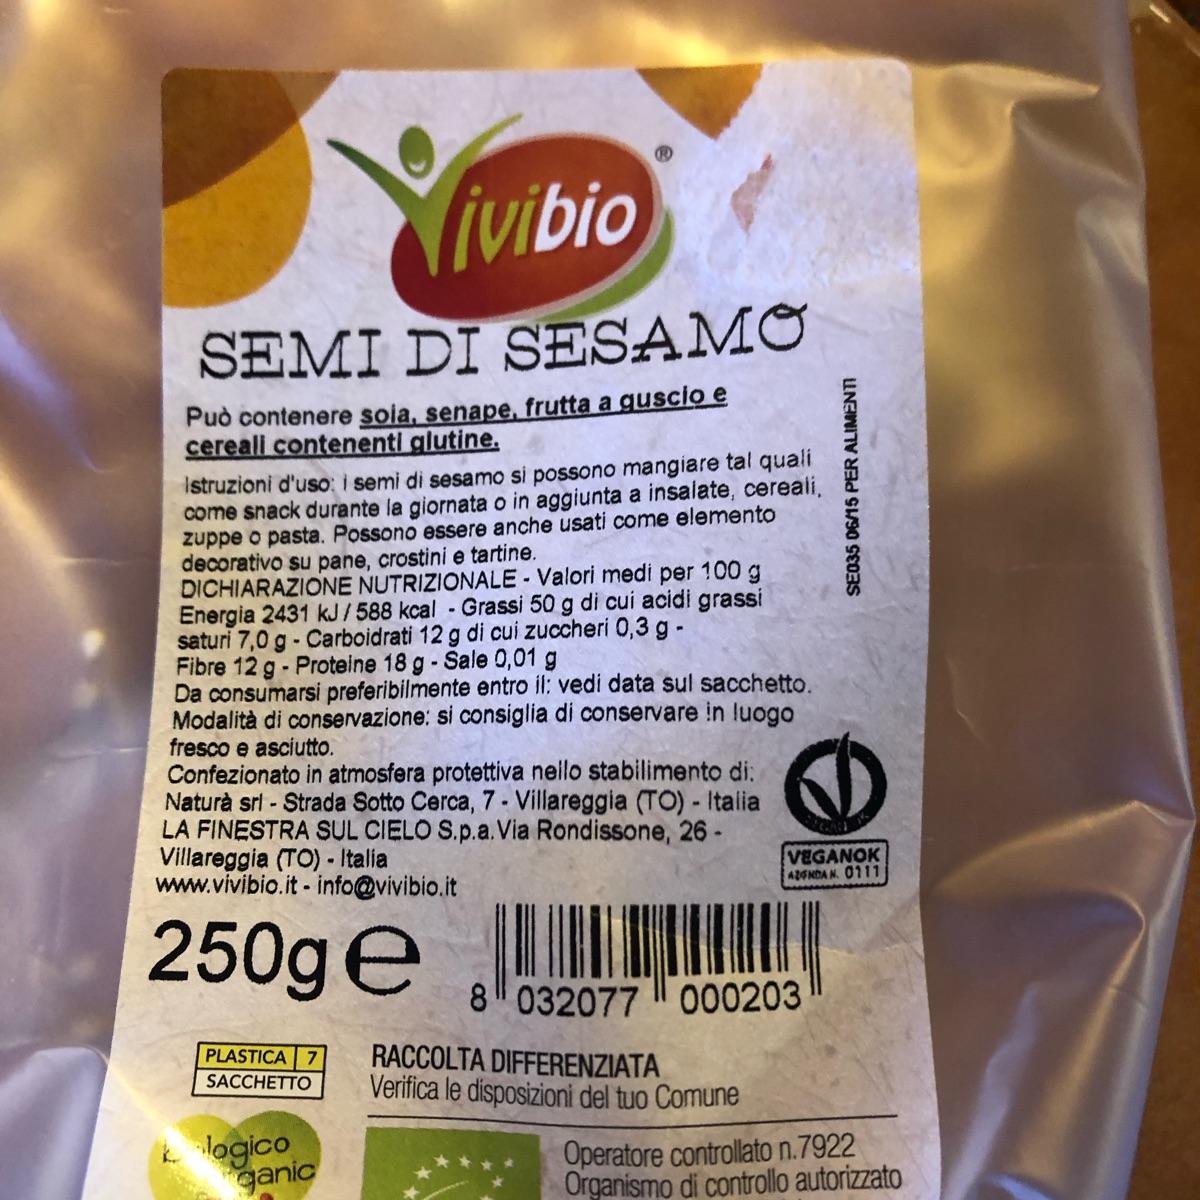 Vivibio ®
SEMI DI SESAMO
Può contenere soia, senape, frutta a guscio e
cereali contenenti glutine.
Istruzioni d'uso: i semi di sesamo si possono mangiare tal quali
come snack durante la giornata o in aggiunta a insalate, cereali,
zuppe o pasta. Possono essere anche usati come elemento
decorativo su pane, crostini e tartine.
DICHIARAZIONE NUTRIZIONALE - Valori medi per 100 g
Energia 2431 kJ / 588 kcal - Grassi 50 g di cui acidi grassi
saturi 7,0 g - Carboidrati 12 g di cui zuccheri 0,3 g -
Fibre 12 g - Proteine 18 g - Sale 0,01 g
Da consumarsi preferibilmente entro il: vedi data sul sacchetto.
Modalità di conservazione: si consiglia di conservare in luogo
fresco e asciutto.
Confezionato in atmosfera protettiva nello stabilimento di:
Naturà srl - Strada Sotto Cerca, 7 - Villareggia (TO) - Italia
LA FINESTRA SUL CIELO S.p.a. Via Rondissone, 26 -
Villareggia (TO) - Italia
www.vivibio.it - info@vivibio.it
SE035 06/15 PER ALIMENTI
VEGANOK
AZIENDA N. 0111
250g e
8 032077 000203
PLASTICA 7
SACCHETTO
RACCOLTA DIFFERENZIATA
Verifica le disposizioni del tuo Comune
Operatore controllato n.7922
Organismo di controllo autorizzato